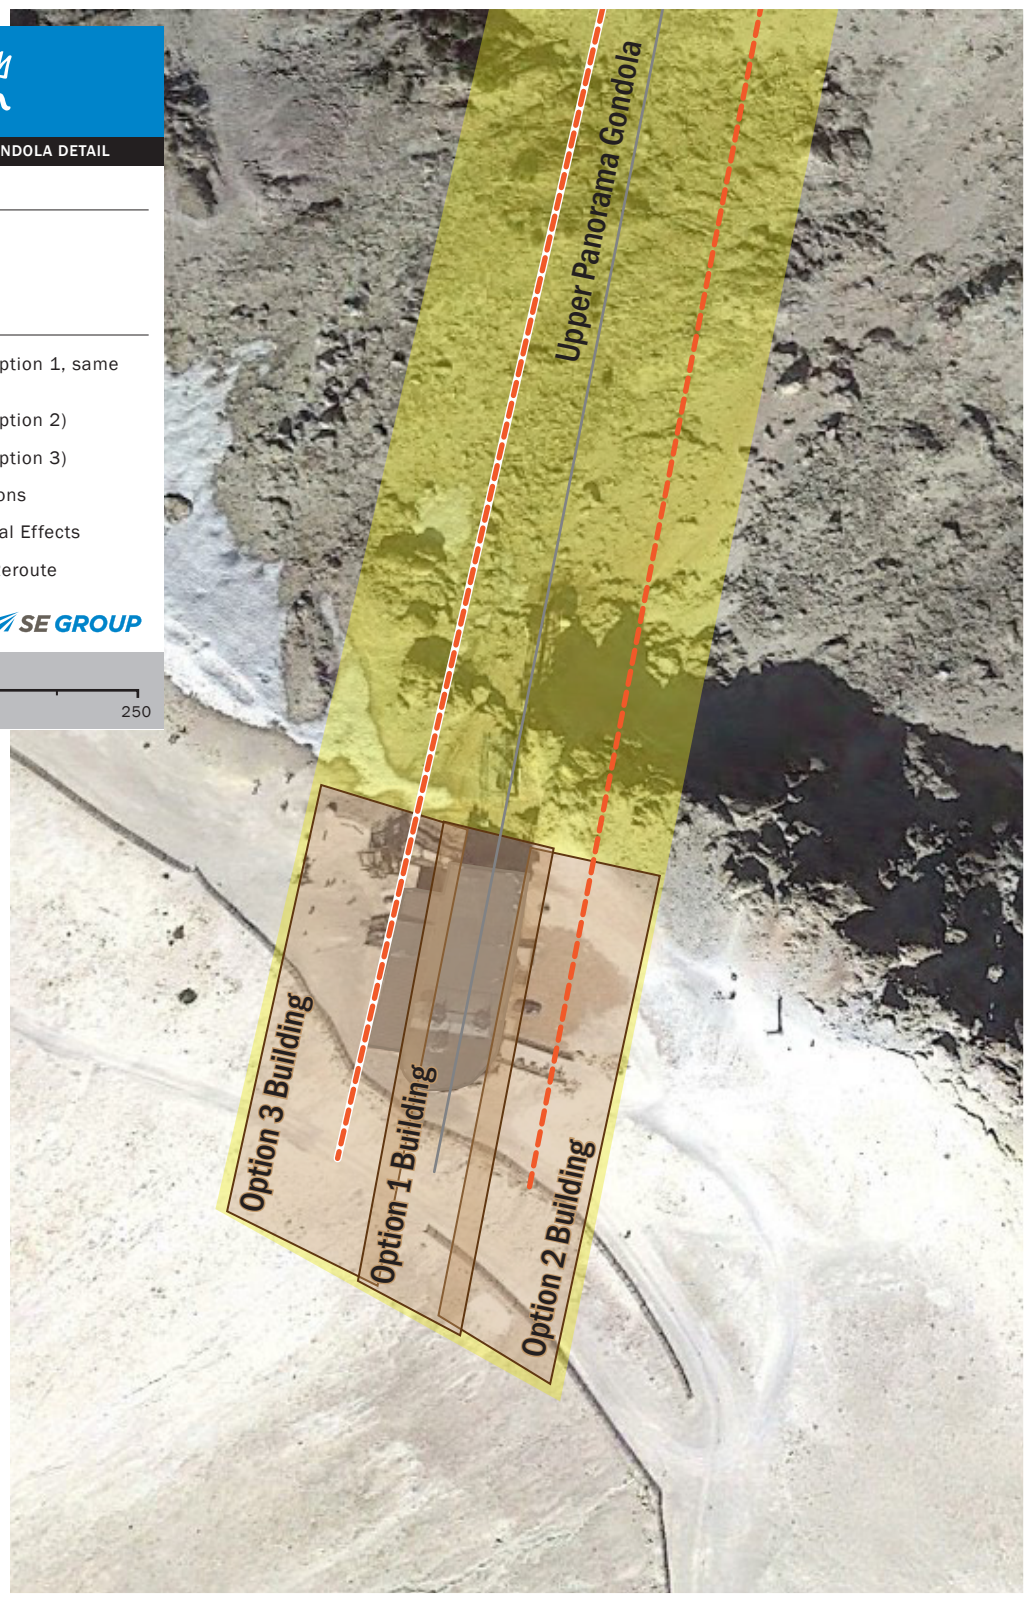 NDOLA DETAIL
ption 1, same
ption 2)
ption 3)
ons
al Effects
eroute
SE GROUP
250
Upper Panorama Gondola
Option 3 Building
Option 1 Building
Option 2 Building